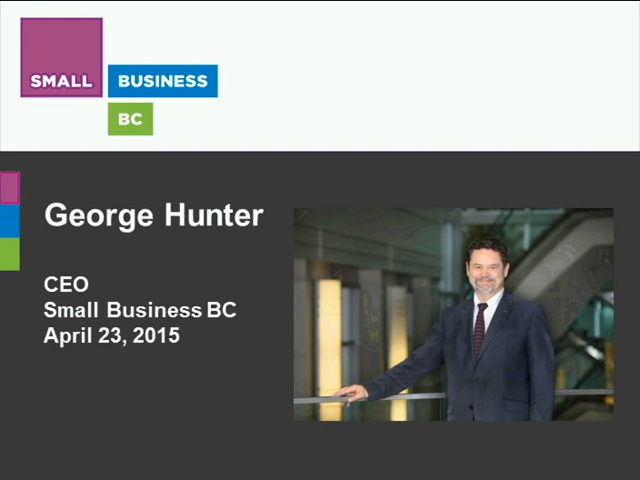 SMALL
BUSINESS
BC
George Hunter
CEO
Small Business BC
April 23, 2015